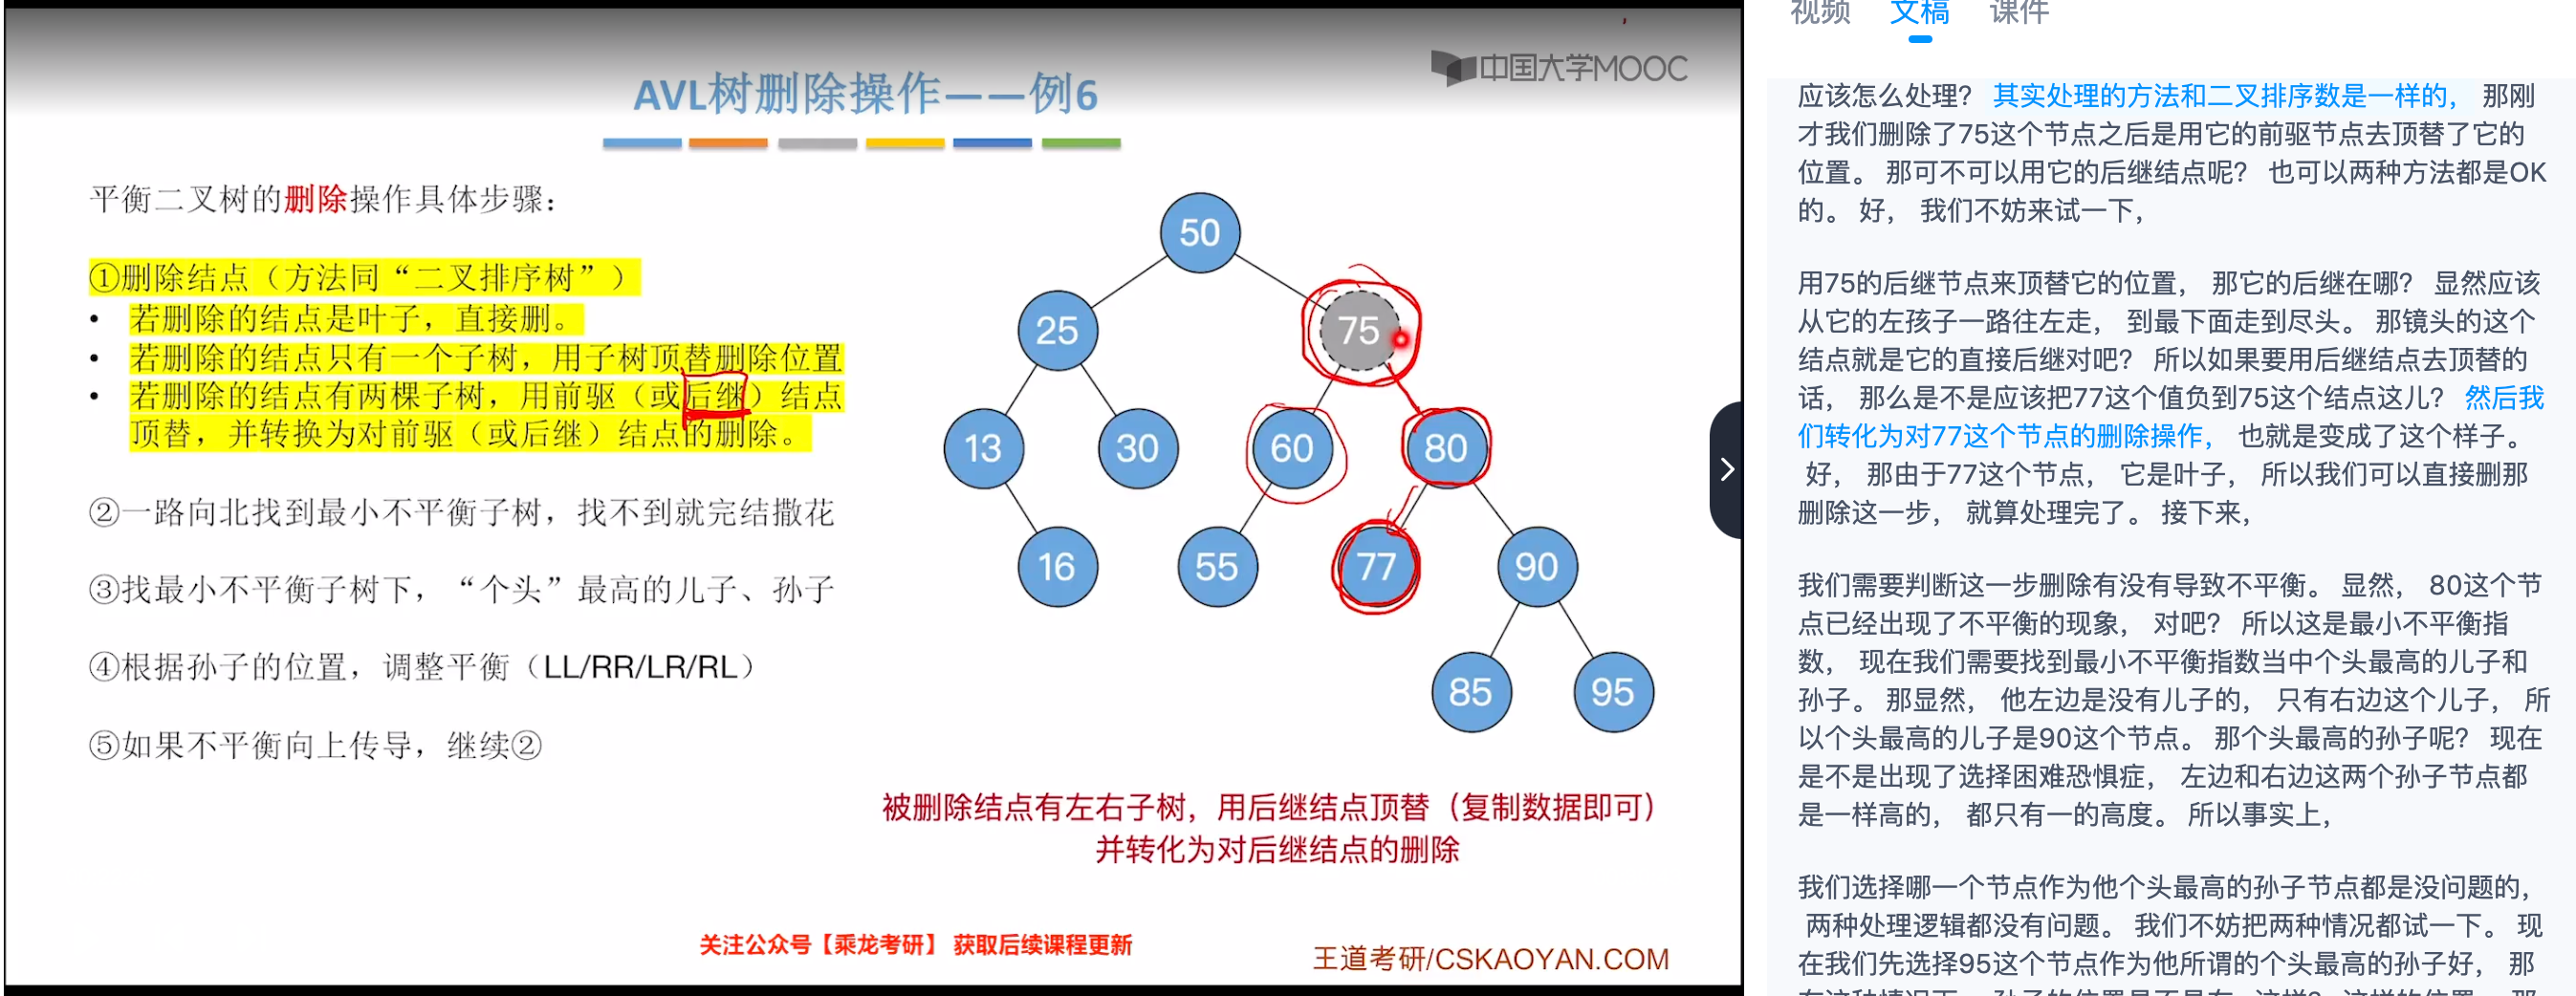 中国大学MOOC
AVL树删除操作——例6
平衡二叉树的删除操作具体步骤：
①删除结点（方法同“二叉排序树”）
• 若删除的结点是叶子，直接删。
• 若删除的结点只有一个子树，用子树顶替删除位置
• 若删除的结点有两棵子树，用前驱（或后继）结点
顶替，并转换为对前驱（或后继）结点的删除。
②一路向北找到最小不平衡子树，找不到就完结撒花
③找最小不平衡子树下，“个头”最高的儿子、孙子
④根据孙子的位置，调整平衡（LL/RR/LR/RL）
⑤如果不平衡向上传导，继续②
50
25
75
13
30
60
80
16
55
77
90
85
95
被删除结点有左右子树，用后继结点顶替（复制数据即可）
并转化为对后继结点的删除
关注公众号【乘龙考研】 获取后续课程更新
王道考研/CSKAOYAN.COM
视频 文稿 课件
应该怎么处理？ 其实处理的方法和二叉排序数是一样的， 那刚
才我们删除了75这个节点之后是用它的前驱节点去顶替了它的
位置。 那可不可以用它的后继结点呢？ 也可以两种方法都是OK
的。 好， 我们不妨来试一下，
用75的后继节点来顶替它的位置， 那它的后继在哪？ 显然应该
从它的左孩子一路往左走， 到最下面走到尽头。 那镜头的这个
结点就是它的直接后继对吧？ 所以如果要用后继结点去顶替的
话， 那么是不是应该把77这个值负到75这个结点这儿？ 然后我
们转化为对77这个节点的删除操作， 也就是变成了这个样子。
好， 那由于77这个节点， 它是叶子， 所以我们可以直接删那
删除这一步， 就算处理完了。 接下来，
我们需要判断这一步删除有没有导致不平衡。 显然， 80这个节
点已经出现了不平衡的现象， 对吧？ 所以这是最小不平衡指
数， 现在我们需要找到最小不平衡指数当中个头最高的儿子和
孙子。 那显然， 他左边是没有儿子的， 只有右边这个儿子， 所
以个头最高的儿子是90这个节点。 那个头最高的孙子呢？ 现在
是不是出现了选择困难恐惧症， 左边和右边这两个孙子节点都
是一样高的， 都只有一的高度。 所以事实上，
我们选择哪一个节点作为他个头最高的孙子节点都是没问题的，
两种处理逻辑都没有问题。 我们不妨把两种情况都试一下。 现
在我们先选择95这个节点作为他所谓的个头最高的孙子好， 那